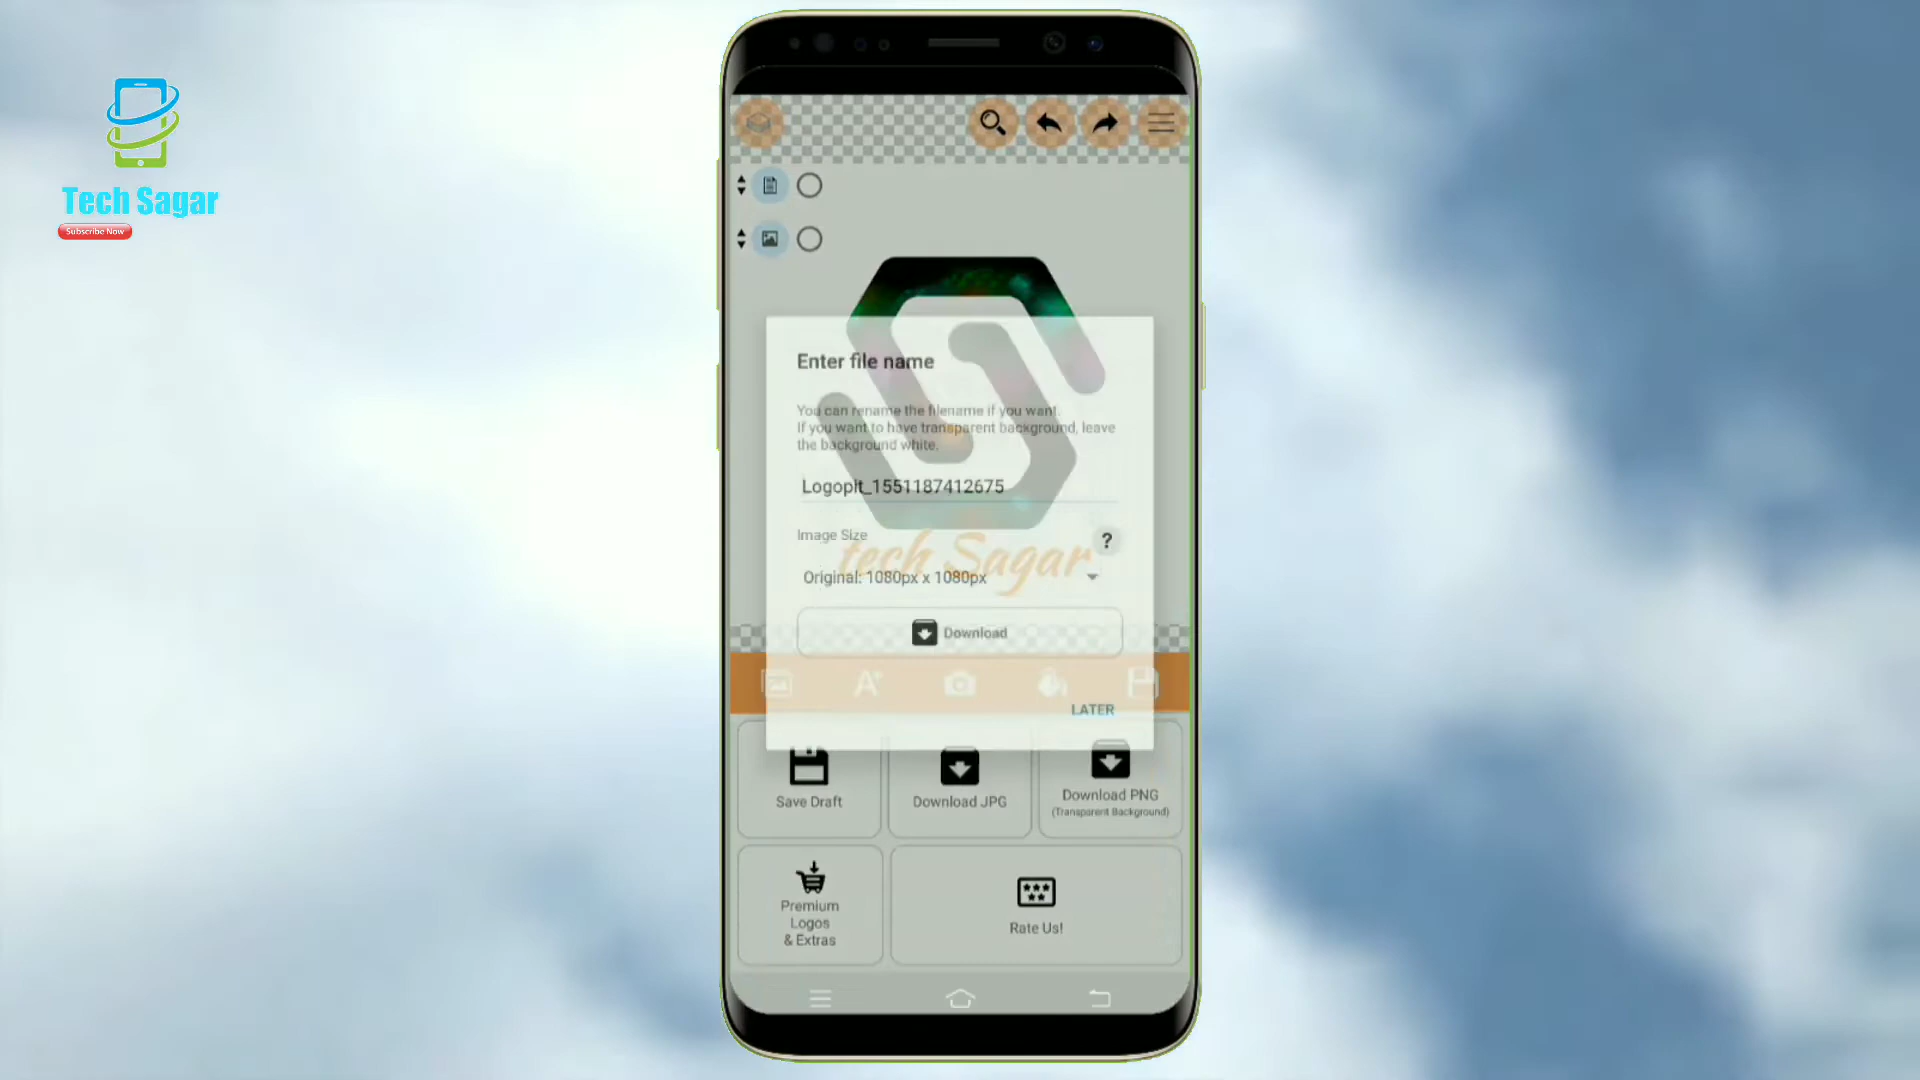 Tech Sagar
Subscribe Now
Enter file name
You can rename the filename if you want.
If you want to have transparent background, leave
the background white.
Logopit_1551187412675
Image Size
?
tech Sagar
Original: 1080px x 1080px
Download
A+
LATER
Save Draft
Download JPG
Download PNG
(Transparent Background)
Premium
Logos
& Extras
Rate Us!